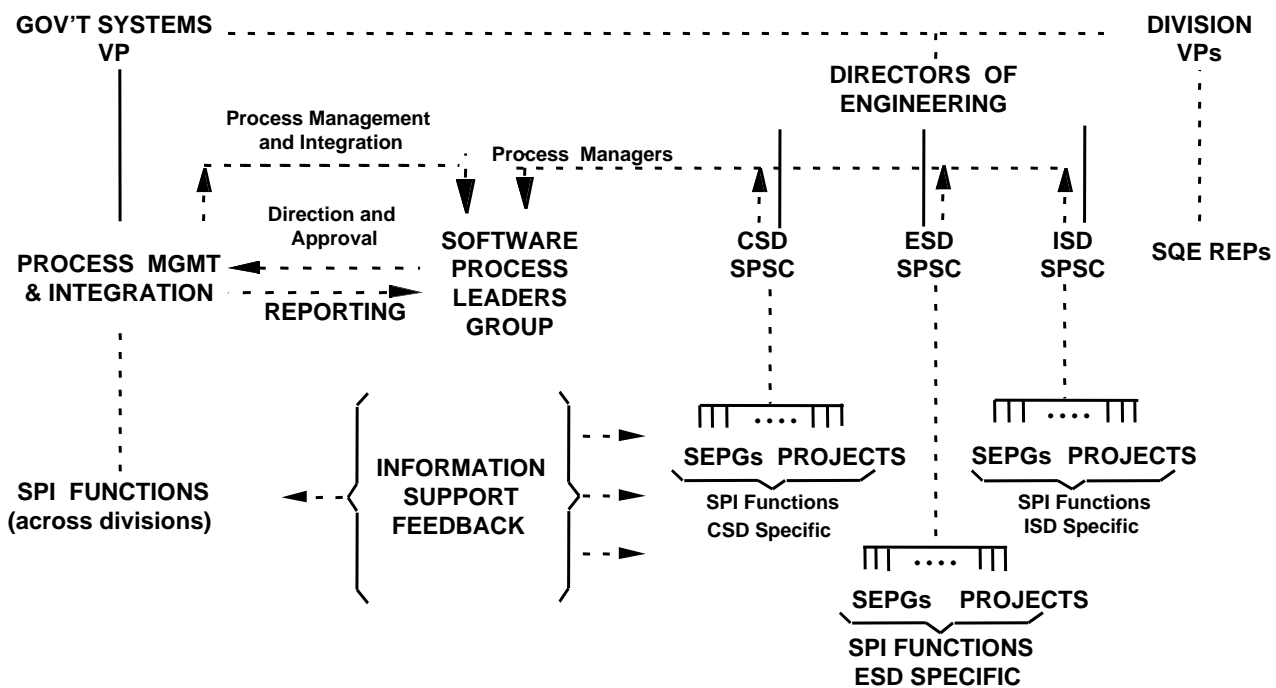 GOV'T SYSTEMS
VP
DIVISION
VPs
DIRECTORS OF
ENGINEERING
Process Management
and Integration
Process Managers
Direction and
Approval
PROCESS MGMT
& INTEGRATION
REPORTING
SOFTWARE
PROCESS
LEADERS
GROUP
CSD
SPSC
ESD
SPSC
ISD
SPSC
SQE REPs
SPI FUNCTIONS
(across divisions)
INFORMATION
SUPPORT
FEEDBACK
....
SEPGs PROJECTS
SPI Functions
CSD Specific
....
SEPGs PROJECTS
SPI Functions
ISD Specific
....
SEPGs PROJECTS
SPI FUNCTIONS
ESD SPECIFIC